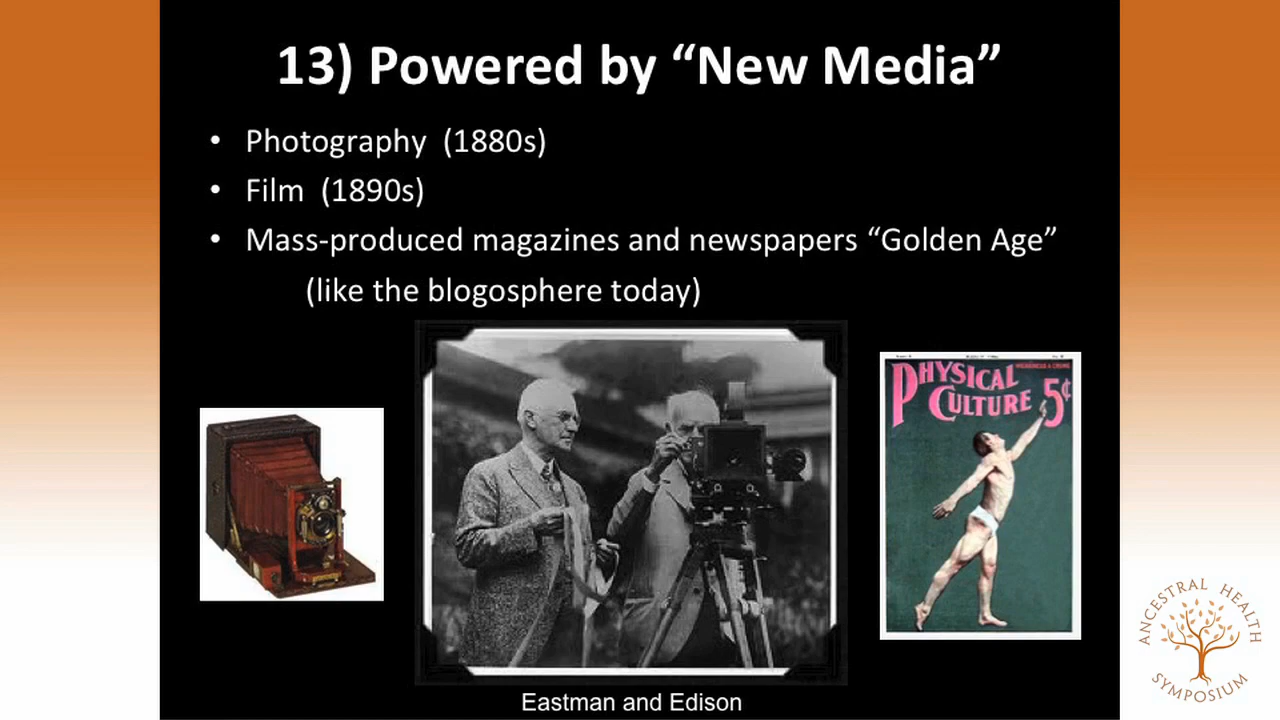 13) Powered by “New Media”
• Photography (1880s)
• Film (1890s)
• Mass-produced magazines and newspapers “Golden Age”
(like the blogosphere today)
PHYSICAL
CULTURE 5¢
Eastman and Edison
ANCESTRAL HEALTH
SYMPOSIUM